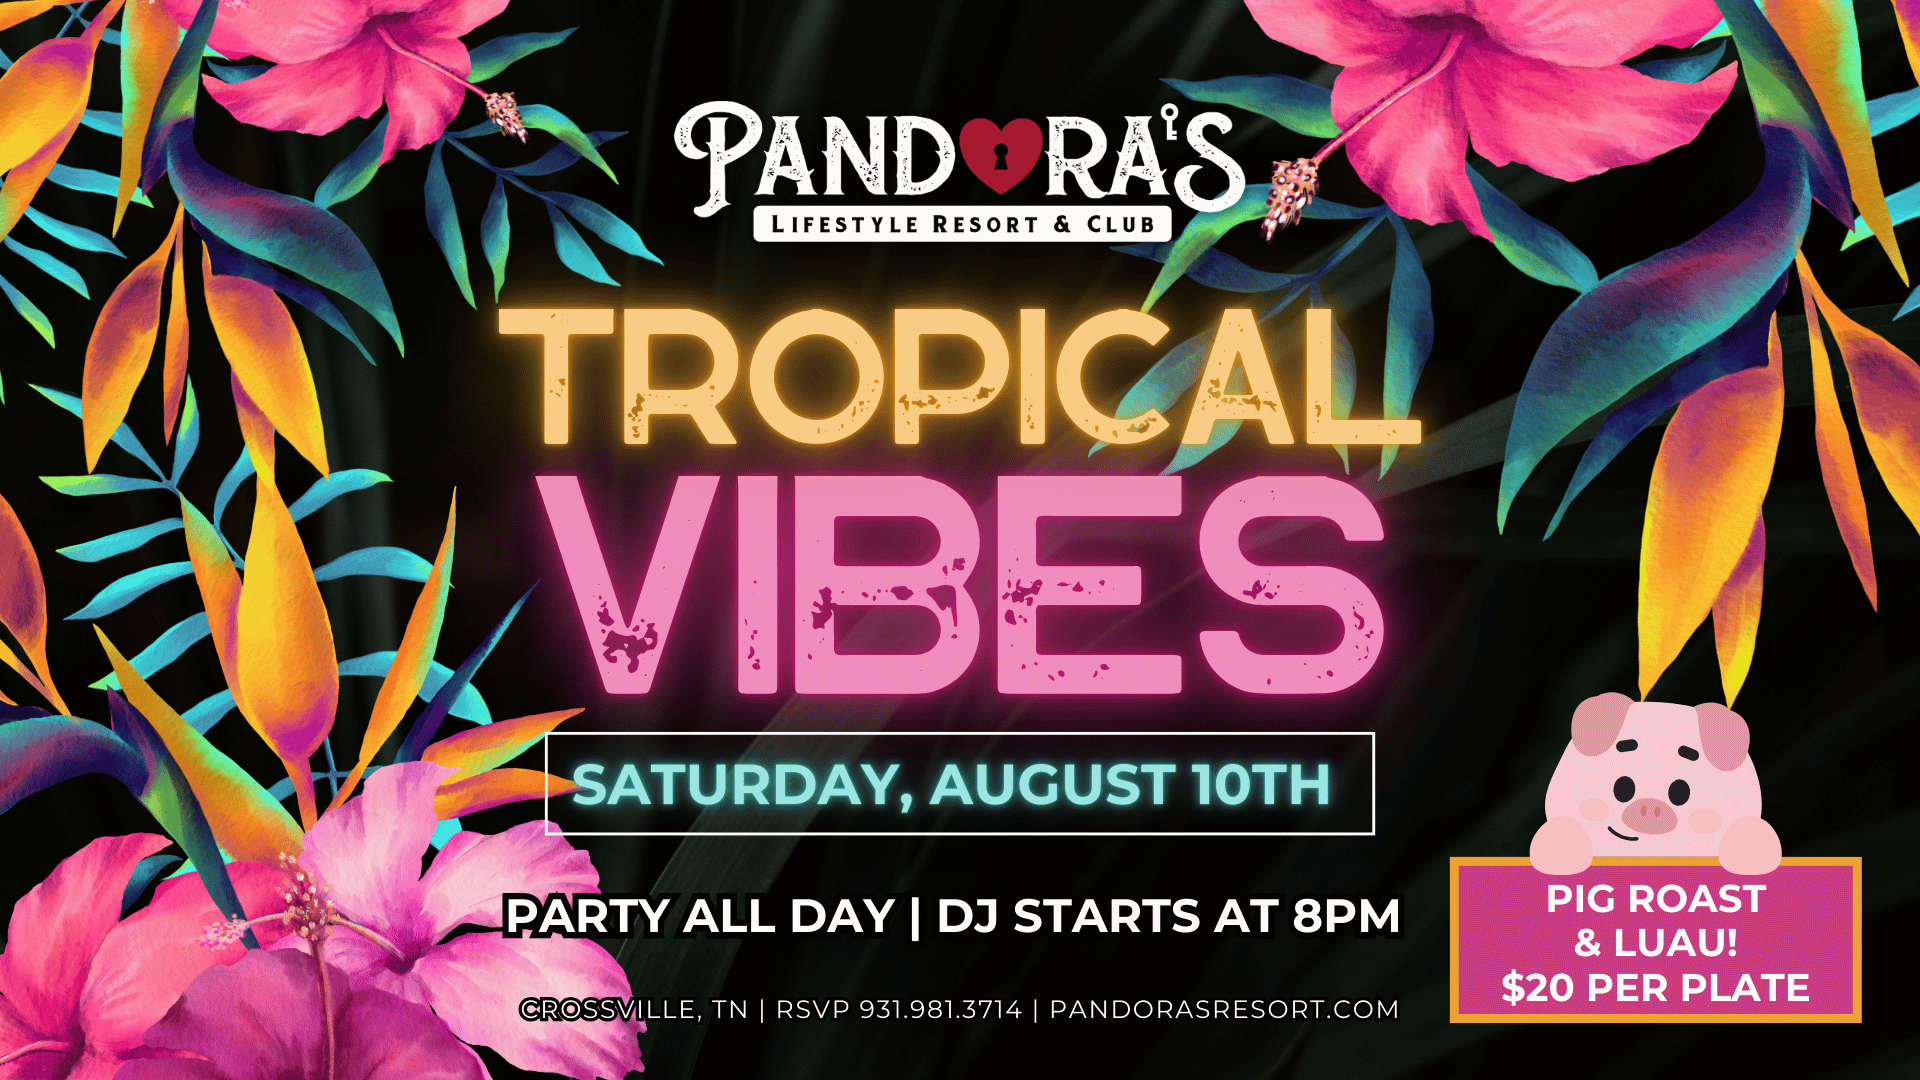 PANDORA'S
LIFESTYLE RESORT & CLUB
TROPICAL
VIBES
SATURDAY, AUGUST 10TH
PARTY ALL DAY | DJ STARTS AT 8PM
CROSSVILLE, TN | RSVP 931.981.3714 | PANDORASRESORT.COM
PIG ROAST
& LUAU!
$20 PER PLATE